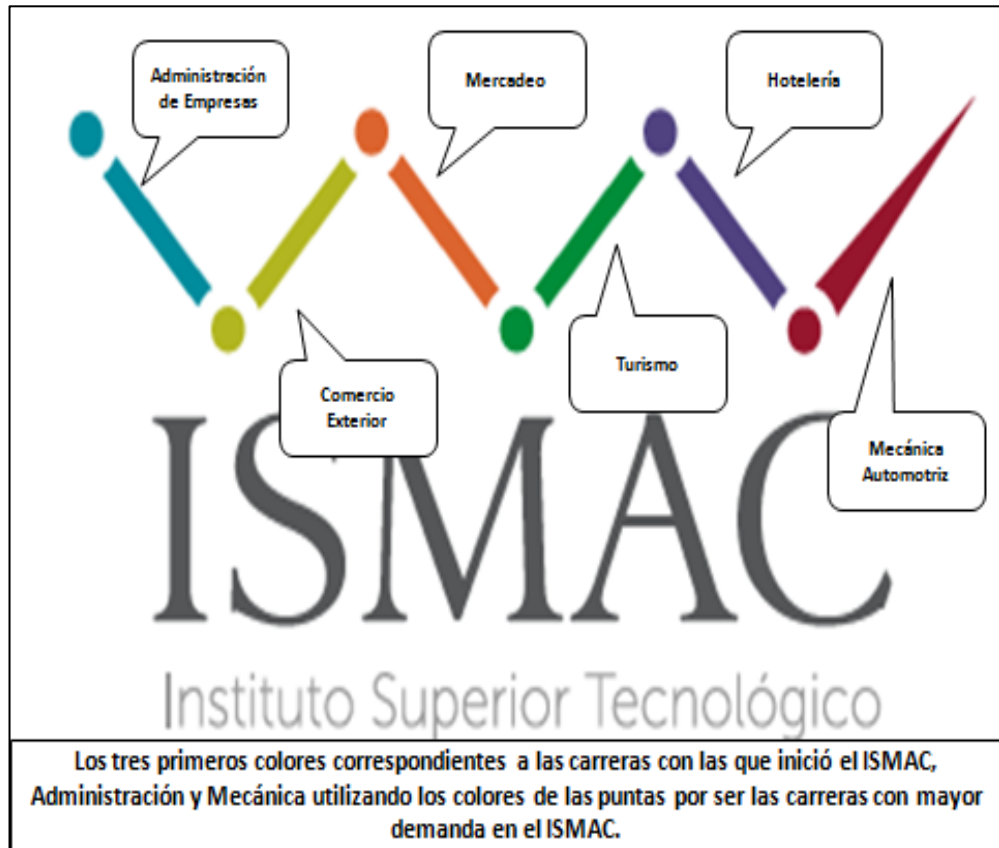 Administración
de Empresas
Mercadeo
Hotelería
Comercio
Exterior
Turismo
Mecánica
Automotriz
ISMAC
Instituto Superior Tecnológico
Los tres primeros colores correspondientes a las carreras con las que inició el ISMAC,
Administración y Mecánica utilizando los colores de las puntas por ser las carreras con mayor
demanda en el ISMAC.